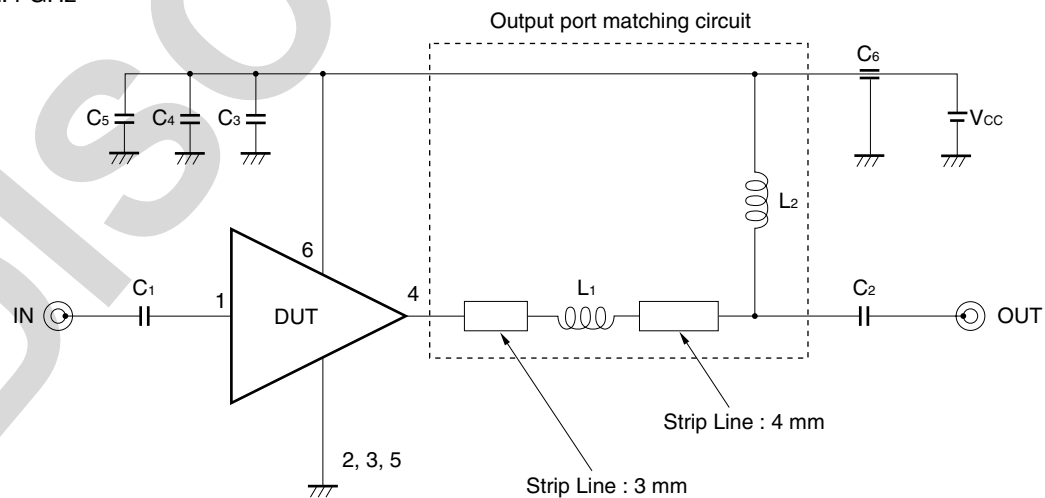 Output port matching circuit
C6
C5
C4
C3
VCC
L2
6
C1
1
4
L1
C2
IN
DUT
OUT
Strip Line : 4 mm
2, 3, 5
Strip Line : 3 mm